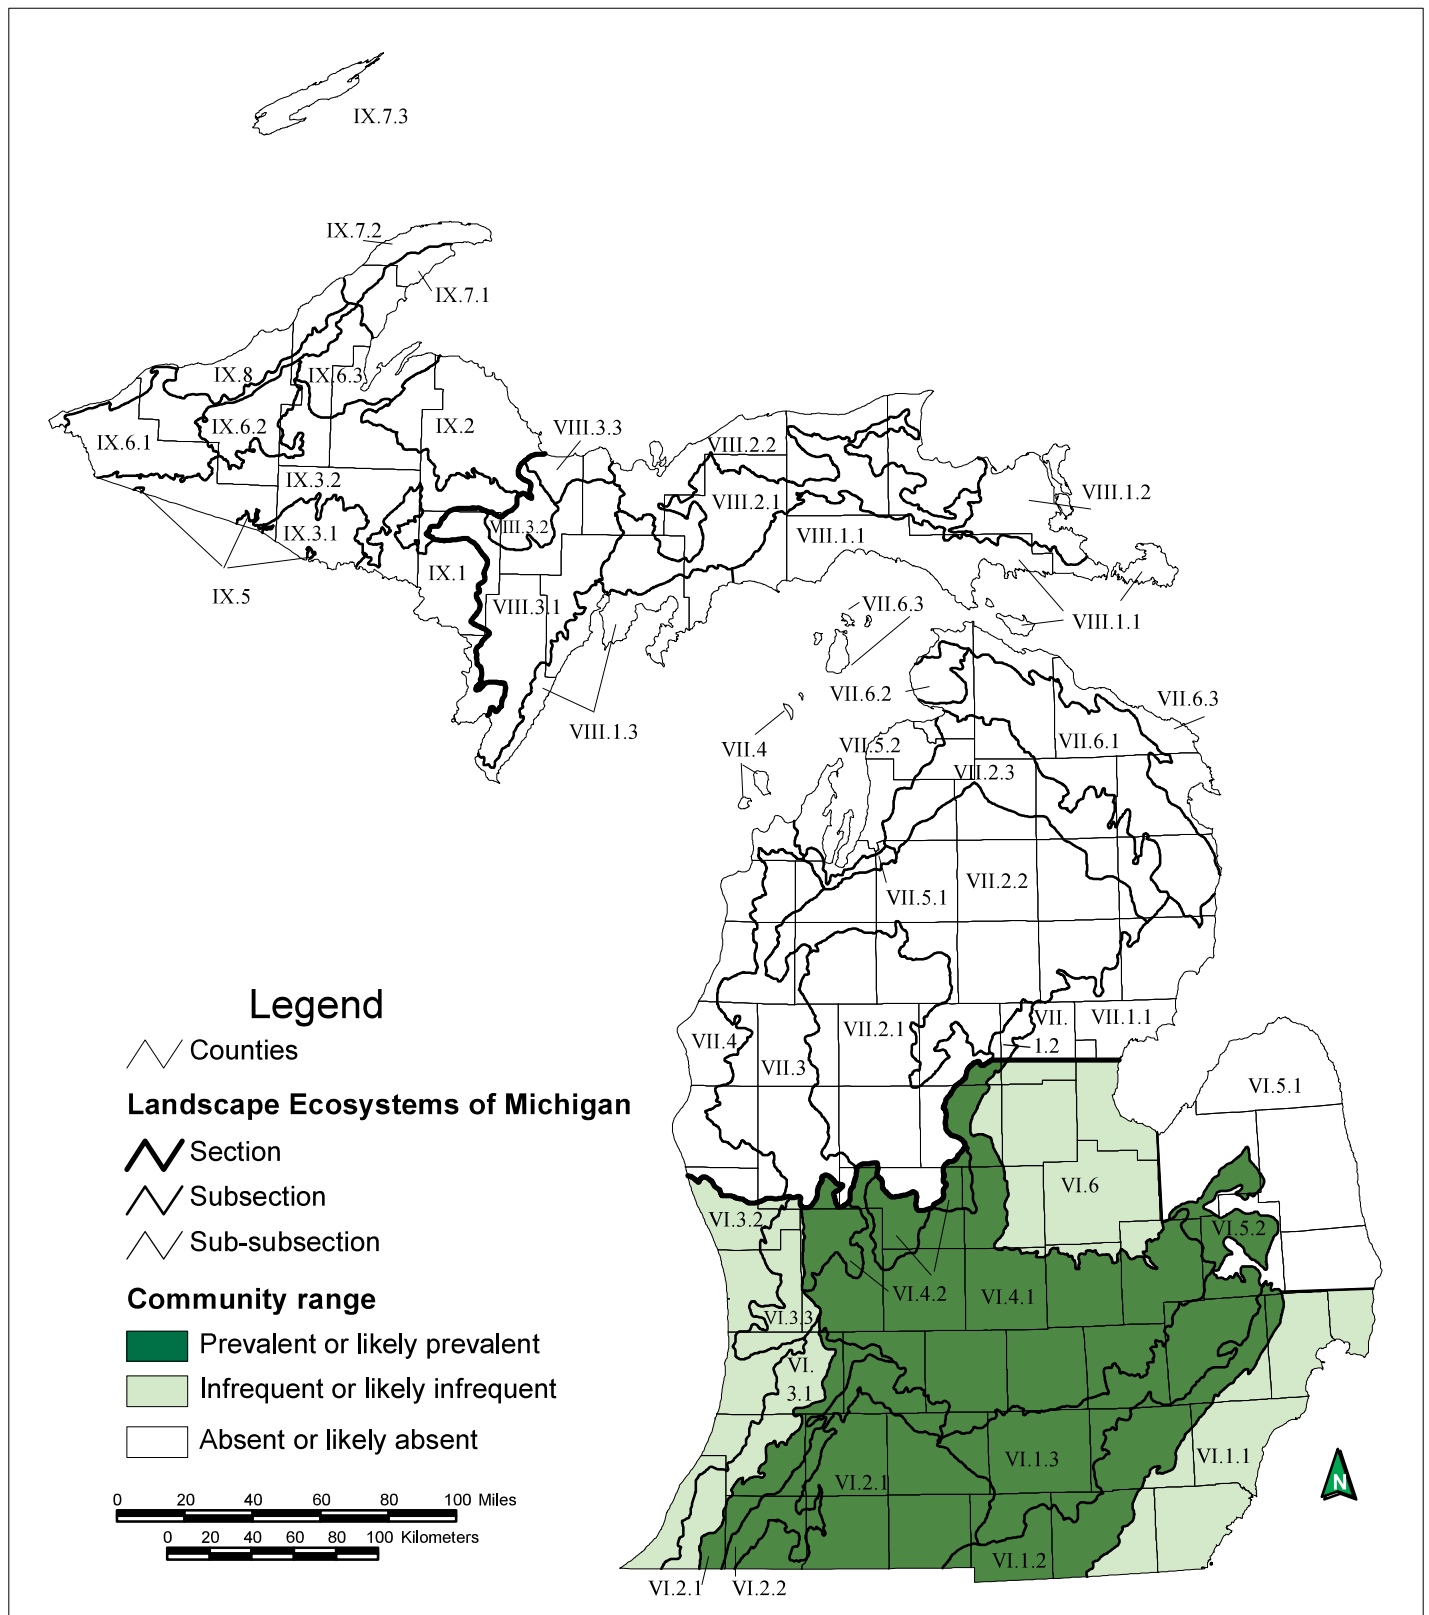 IX.7.3
IX.7.2
IX.7.1
IX.8
IX.6.3
IX.6.1
IX.6.2
IX.2
VIII.3.3
VIII.2.2
IX.3.2
VIII.2.1
VIII.1.2
IX.3.1
VIII.3.2
VIII.1.1
IX.1
IX.5
VIII.3.1
VII.6.3
VIII.1.1
VII.6.2
VII.6.3
VIII.1.3
VII.4
VII.5.2
VII.6.1
VII.2.3
VII.5.1
VII.2.2
VII.4
VII.3
VII.2.1
VII.
1.2
VII.1.1
VI.5.1
VI.6
VI.3.2
VI.5.2
VI.4.2
VI.4.1
VI.3.3
VI.
3.1
VI.1.3
VI.1.1
VI.2.1
VI.1.2
VI.2.1
VI.2.2
Legend
Counties
Landscape Ecosystems of Michigan
Section
Subsection
Sub-subsection
Community range
Prevalent or likely prevalent
Infrequent or likely infrequent
Absent or likely absent
0 20 40 60 80 100 Miles
0 20 40 60 80 100 Kilometers
N